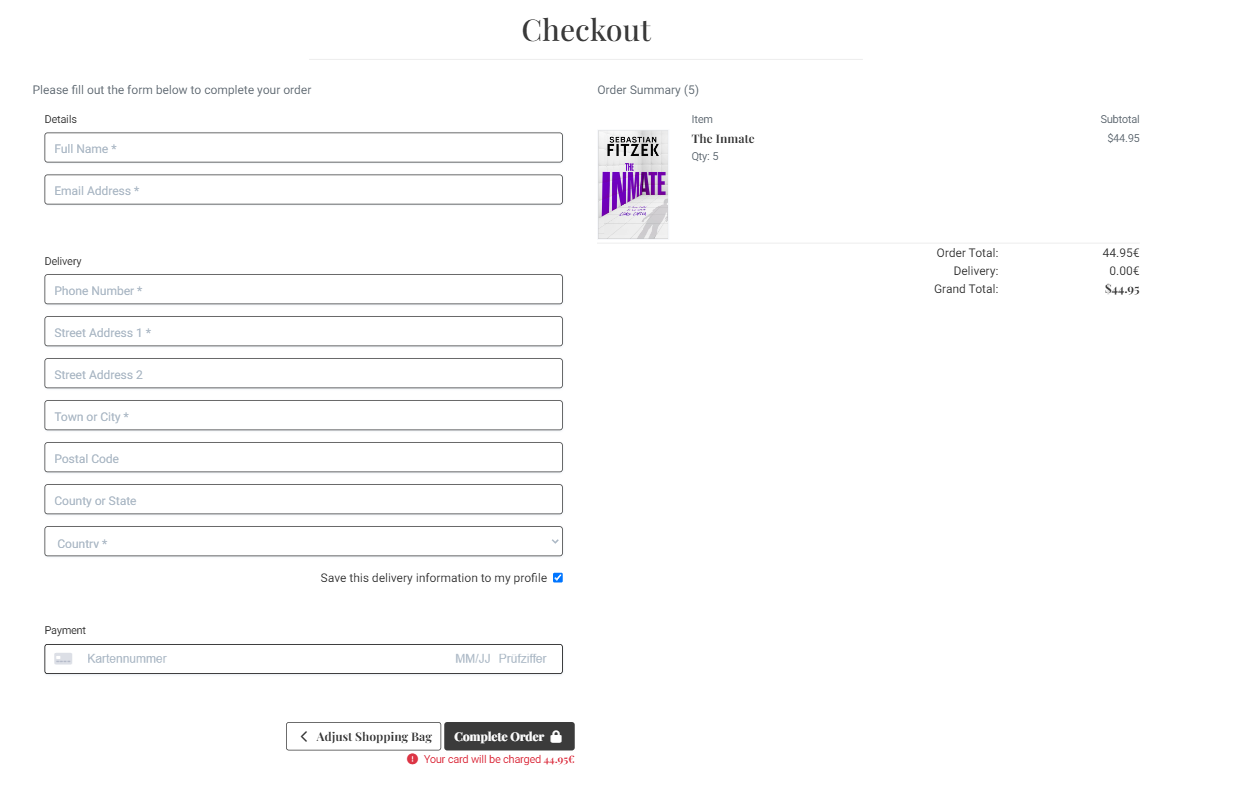 Checkout
Please fill out the form below to complete your order
Details
Full Name *
Email Address *
Delivery
Phone Number *
Street Address 1 *
Street Address 2
Town or City *
Postal Code
County or State
Country *
Save this delivery information to my profile
Payment
Kartennummer MM/JJ Prüfziffer
Adjust Shopping Bag Complete Order
Your card will be charged 44.95€
Order Summary (5)
Item Subtotal
The Inmate $44.95
Qty: 5
SEBASTIAN
FITZEK
THE
INMATE
Order Total: 44.95€
Delivery: 0.00€
Grand Total: $44.95